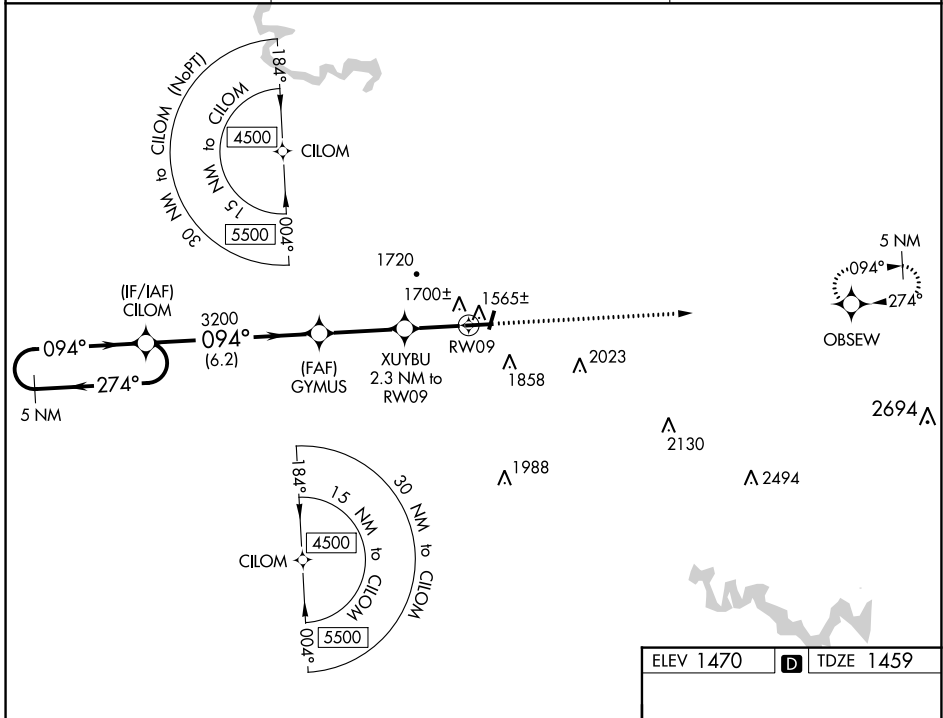 30 NM to CILOM (NoPT)
15 NM to CILOM
184°
4500
CILOM
5500
004°
1720
5 NM
094°
274°
OBSEW
(IF/IAF)
CILOM
3200
094°
(6.2)
1700±
1565±
094°
274°
5 NM
(FAF)
GYMUS
XUYBU
2.3 NM to
RW09
RW09
1858
2023
2694
2130
1988
2494
184°
15 NM to CILOM
30 NM to CILOM
4500
CILOM
5500
004°
ELEV 1470
D
TDZE 1459